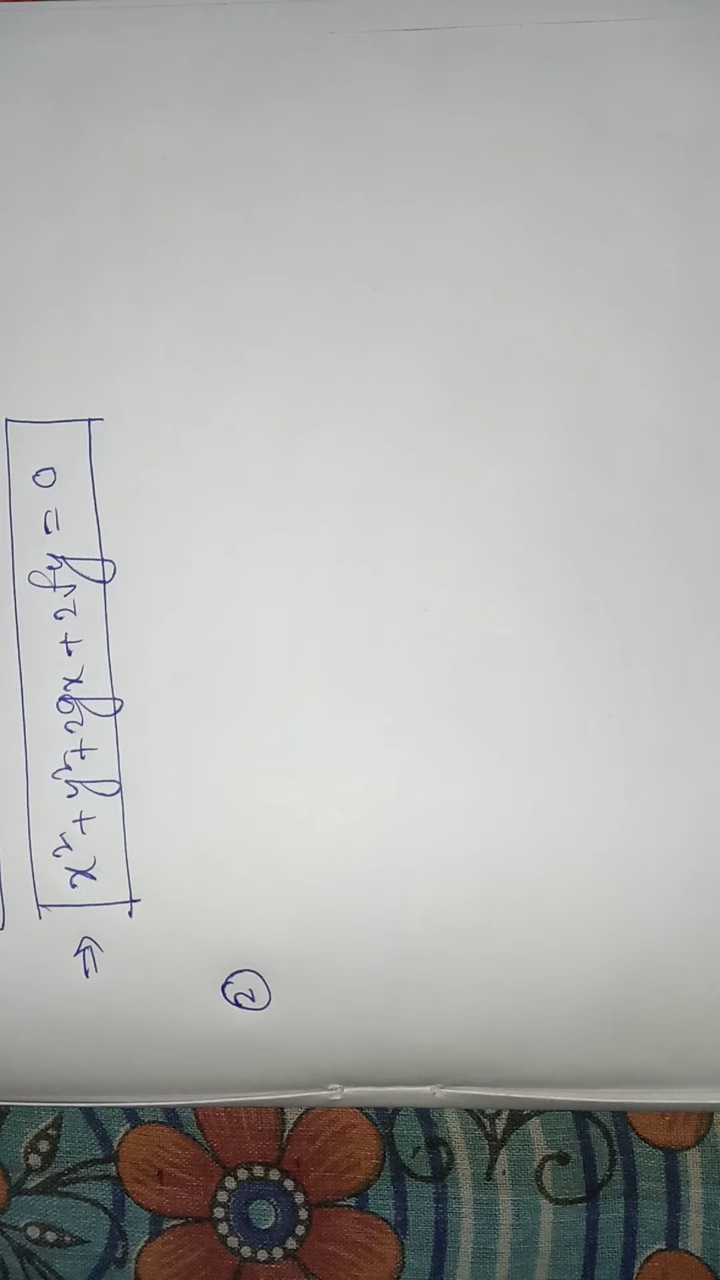 ⇒ x² + y² + 2gx + 2fy = 0
②